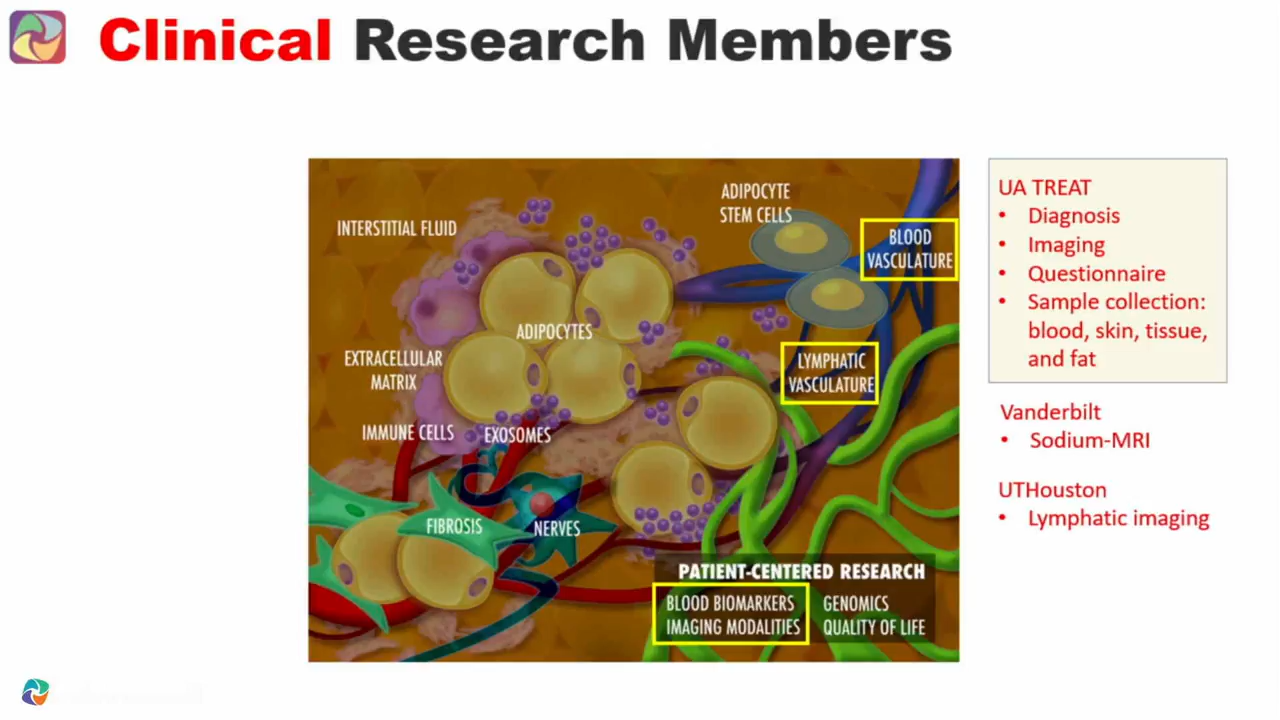 Clinical Research Members
INTERSTITIAL FLUID
ADIPOCYTE
STEM CELLS
BLOOD
VASCULATURE
ADIPOCYTES
EXTRACELLULAR
MATRIX
LYMPHATIC
VASCULATURE
IMMUNE CELLS
EXOSOMES
FIBROSIS
NERVES
PATIENT-CENTERED RESEARCH
BLOOD BIOMARKERS
IMAGING MODALITIES
GENOMICS
QUALITY OF LIFE
UA TREAT
• Diagnosis
• Imaging
• Questionnaire
• Sample collection:
blood, skin, tissue,
and fat
Vanderbilt
• Sodium-MRI
UTHouston
• Lymphatic imaging